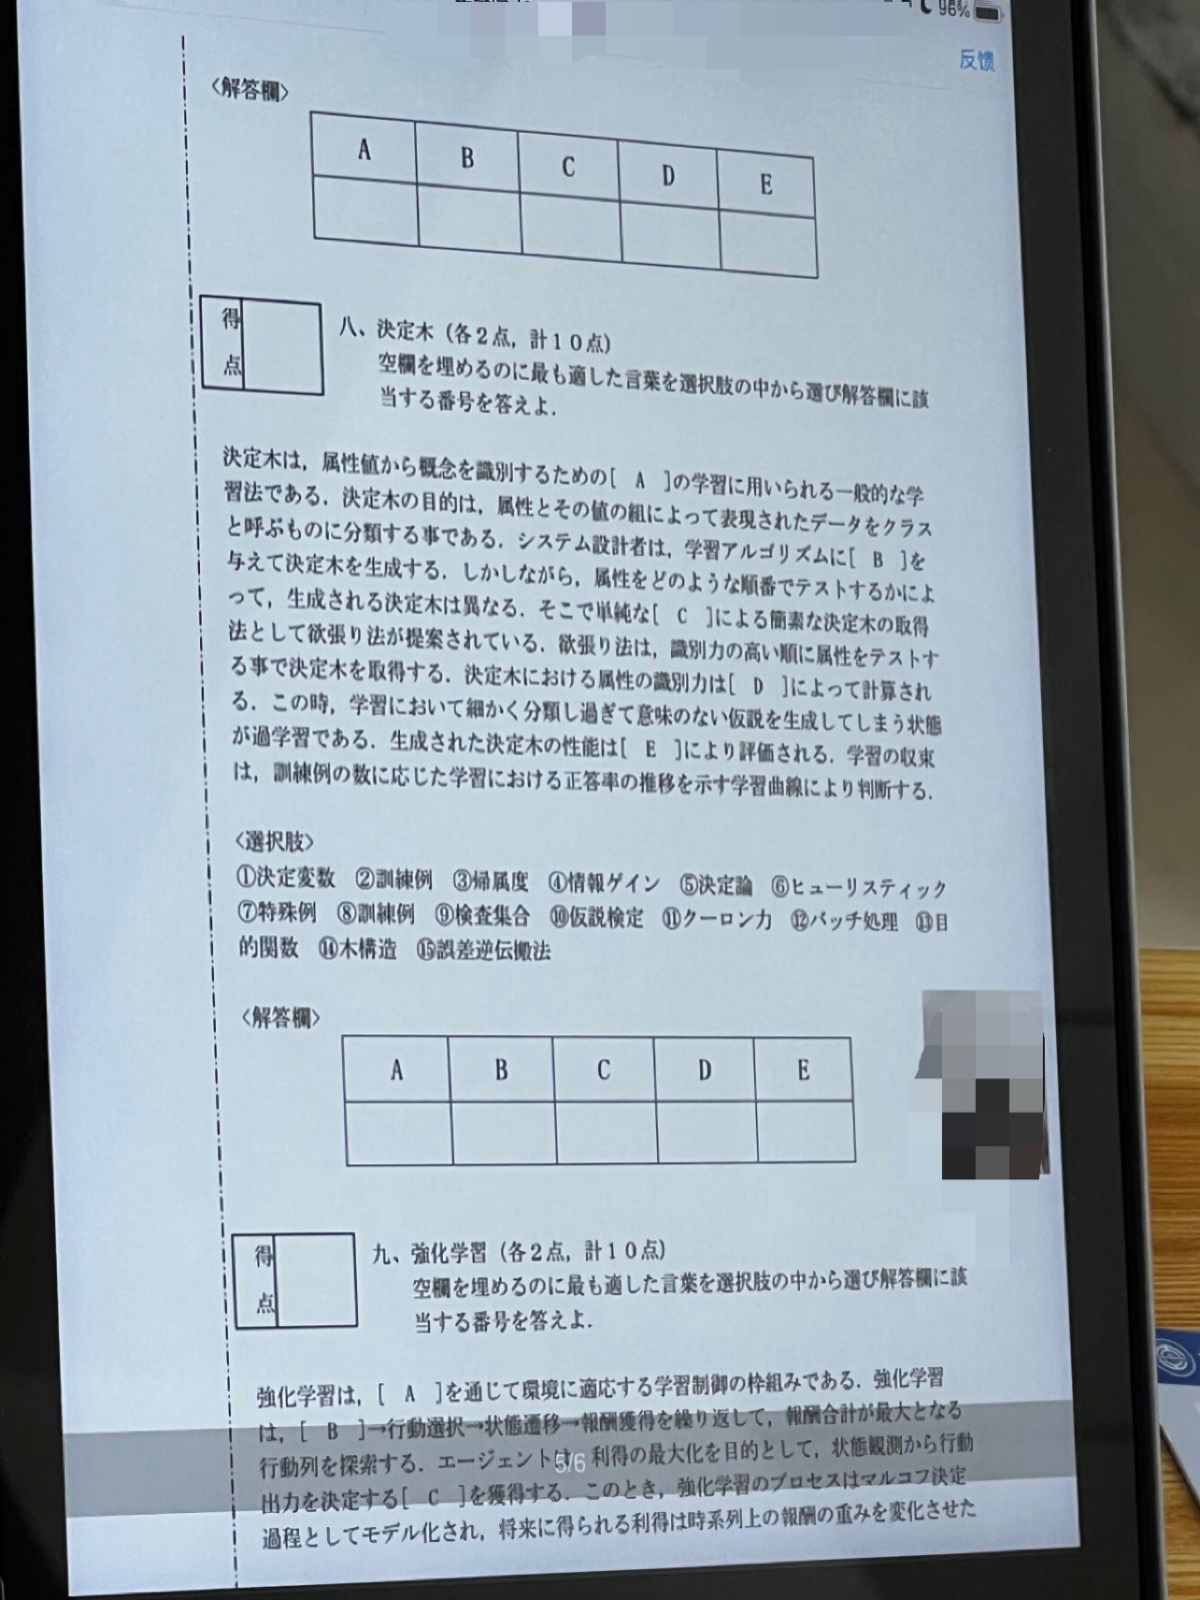 96%
反馈
〈解答欄〉
A B C D E
得
点
八、決定木（各２点，計１０点）
空欄を埋めるのに最も適した言葉を選択肢の中から選び解答欄に該
当する番号を答えよ．
決定木は，属性値から概念を識別するための[ A ]の学習に用いられる一般的な学
習法である．決定木の目的は，属性とその値の組によって表現されたデータをクラス
と呼ぶものに分類する事である．システム設計者は，学習アルゴリズムに[ B ]を
与えて決定木を生成する．しかしながら，属性をどのような順番でテストするかによ
って，生成される決定木は異なる．そこで単純な[ C ]による簡素な決定木の取得
法として欲張り法が提案されている．欲張り法は，識別力の高い順に属性をテストす
る事で決定木を取得する．決定木における属性の識別力は[ D ]によって計算され
る．この時，学習において細かく分類し過ぎて意味のない仮説を生成してしまう状態
が過学習である．生成された決定木の性能は[ E ]により評価される．学習の収束
は，訓練例の数に応じた学習における正答率の推移を示す学習曲線により判断する．
〈選択肢〉
①決定変数 ②訓練例 ③帰属度 ④情報ゲイン ⑤決定論 ⑥ヒューリスティック
⑦特殊例 ⑧訓練例 ⑨検査集合 ⑩仮説検定 ⑪クーロン力 ⑫バッチ処理 ⑬目
的関数 ⑭木構造 ⑮誤差逆伝搬法
〈解答欄〉
A B C D E
得
点
九、強化学習（各２点，計１０点）
空欄を埋めるのに最も適した言葉を選択肢の中から選び解答欄に該
当する番号を答えよ．
強化学習は，[ A ]を通じて環境に適応する学習制御の枠組みである．強化学習
は，[ B ]→行動選択→状態遷移→報酬獲得を繰り返して，報酬合計が最大となる
行動列を探索する．エージェントは，利得の最大化を目的として，状態観測から行動
5/6
出力を決定する[ C ]を獲得する．このとき，強化学習のプロセスはマルコフ決定
過程としてモデル化され，将来に得られる利得は時系列上の報酬の重みを変化させた